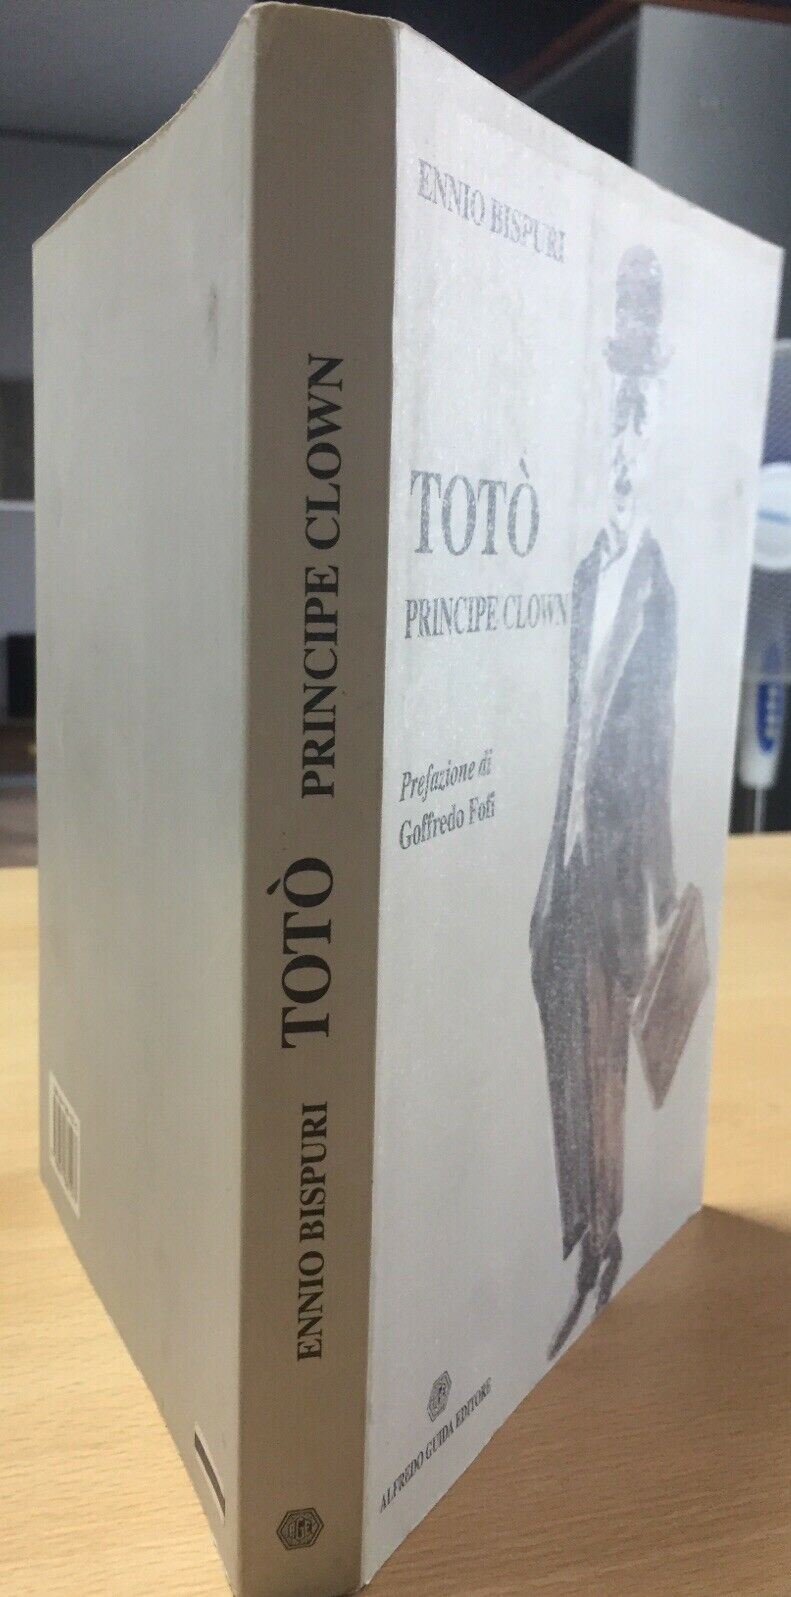 ENNIO BISPURI TOTÒ PRINCIPE CLOWN
ENNIO BISPURI
TOTÒ
PRINCIPE CLOWN
Prefazione di
Goffredo Fofi
ALFREDO GUIDA EDITORE